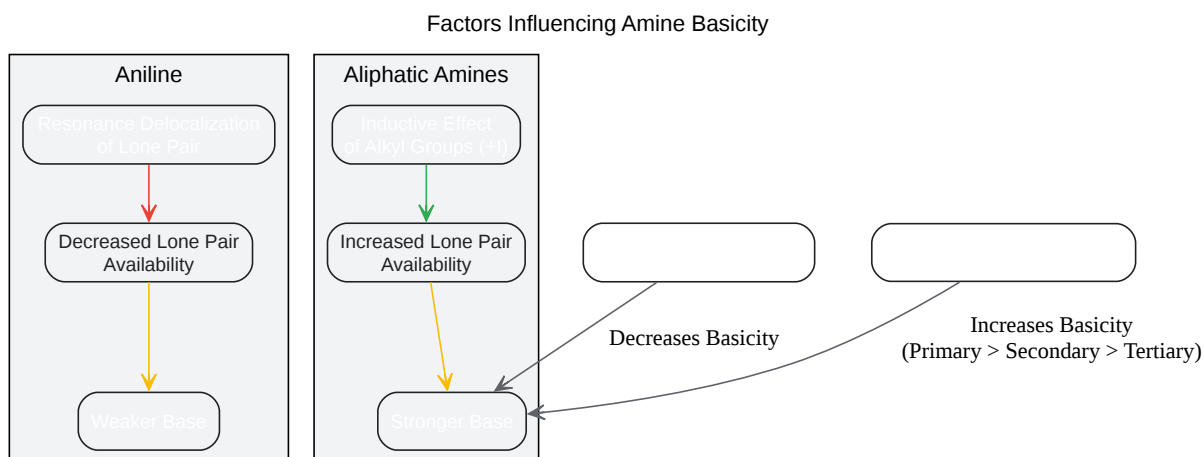 Factors Influencing Amine Basicity
Aniline
Aliphatic Amines
Resonance Delocalization
of Lone Pair
Inductive Effect
of Alkyl Groups (+I)
Decreased Lone Pair
Availability
Increased Lone Pair
Availability
Decreases Basicity
Increases Basicity
(Primary > Secondary > Tertiary)
Weaker Base
Stronger Base